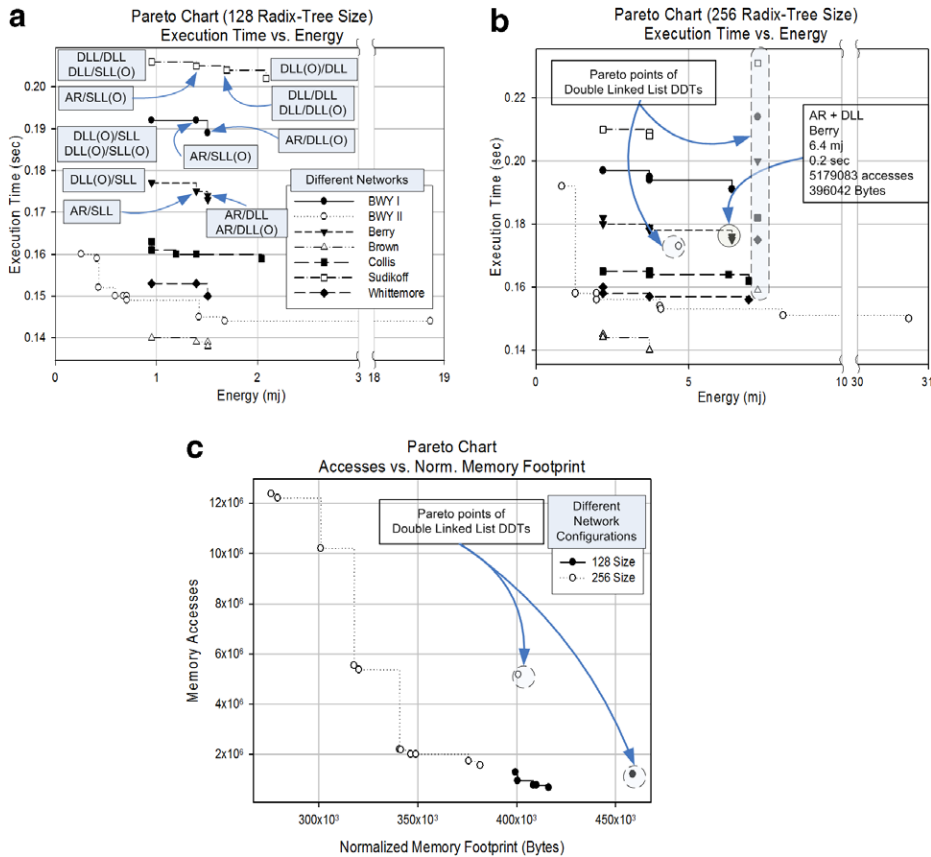 a
Pareto Chart (128 Radix-Tree Size)
Execution Time vs. Energy
DLL/DLL
DLL/SLL(O)
DLL(O)/DLL
AR/SLL(O)
DLL/DLL
DLL/DLL(O)
DLL(O)/SLL
DLL(O)/SLL(O)
AR/SLL(O)
AR/DLL(O)
DLL(O)/SLL
AR/SLL
AR/DLL
AR/DLL(O)
Different Networks
BWY I
BWY II
Berry
Brown
Collis
Sudikoff
Whittemore
Execution Time (sec)
0.20
0.19
0.18
0.17
0.16
0.15
0.14
0
1
2
3
18
19
Energy (mj)
b
Pareto Chart (256 Radix-Tree Size)
Execution Time vs. Energy
Pareto points of
Double Linked List DDTs
AR + DLL
Berry
6.4 mj
0.2 sec
5179083 accesses
396042 Bytes
Execution Time (sec)
0.22
0.20
0.18
0.16
0.14
0
5
10
30
31
Energy (mj)
c
Pareto Chart
Accesses vs. Norm. Memory Footprint
Pareto points of
Double Linked List DDTs
Different
Network
Configurations
128 Size
256 Size
Memory Accesses
12x10⁶
10x10⁶
8x10⁶
6x10⁶
4x10⁶
2x10⁶
300x10³
350x10³
400x10³
450x10³
Normalized Memory Footprint (Bytes)